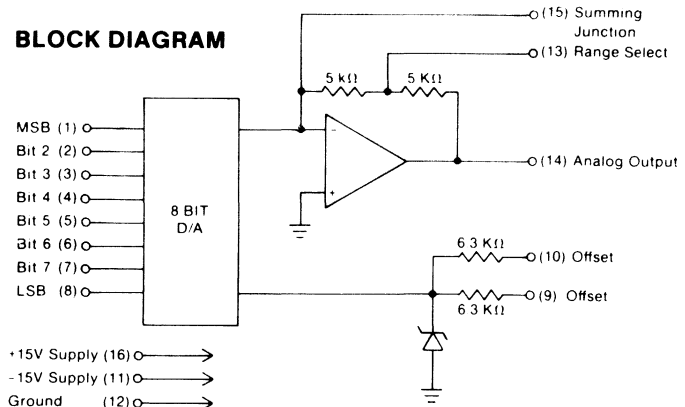 BLOCK DIAGRAM
(15) Summing
Junction
(13) Range Select
5 kΩ
5 KΩ
MSB (1)
Bit 2 (2)
Bit 3 (3)
Bit 4 (4)
Bit 5 (5)
Bit 6 (6)
Bit 7 (7)
LSB (8)
8 BIT
D/A
-
+
(14) Analog Output
6 3 KΩ
(10) Offset
(9) Offset
6 3 KΩ
+15V Supply (16)
-15V Supply (11)
Ground (12)